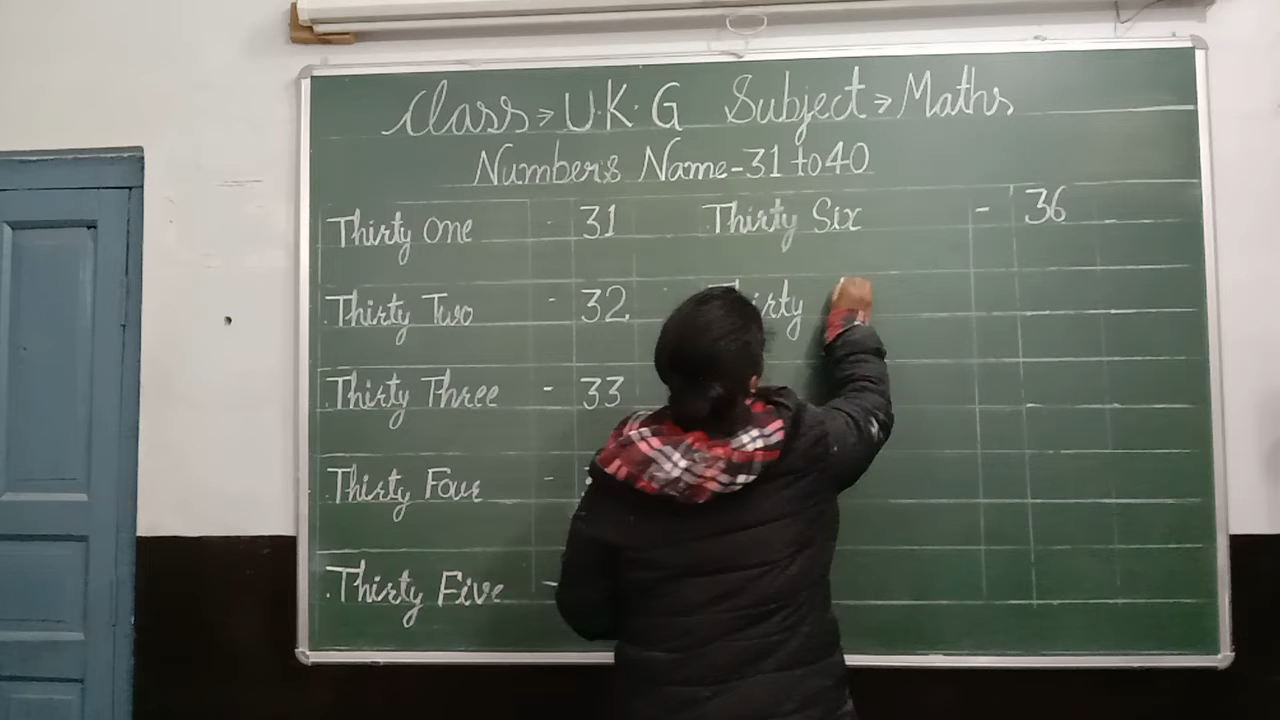 Class → U.K.G Subject → Maths
Numbers Name - 31 to 40
Thirty One - 31 Thirty Six - 36
Thirty Two - 32 Thirty
Thirty Three - 33
Thirty Four -
Thirty Five -